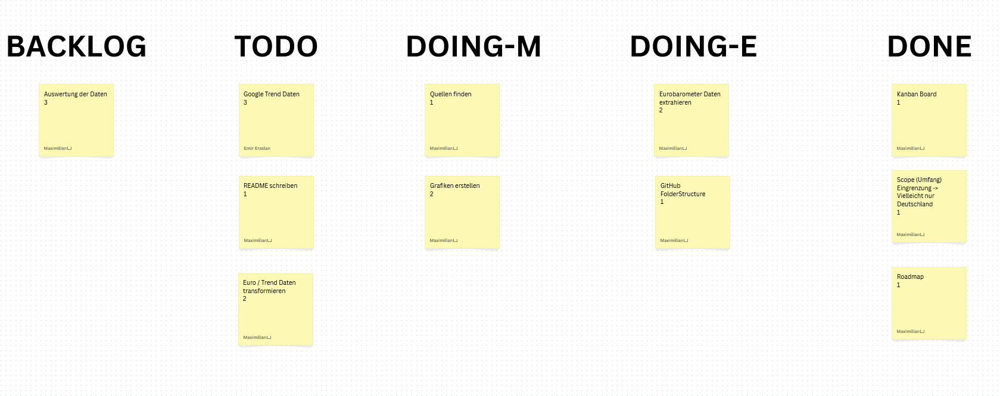 BACKLOG
TODO
DOING-M
DOING-E
DONE
Auswertung der Daten
3
MaximilianLJ
Google Trend Daten
3
Emir Eraslan
README schreiben
1
MaximilianLJ
Euro / Trend Daten
transformieren
2
MaximilianLJ
Quellen finden
1
MaximilianLJ
Grafiken erstellen
2
MaximilianLJ
Eurobarometer Daten
extrahieren
2
MaximilianLJ
GitHub
FolderStructure
1
MaximilianLJ
Kanban Board
1
MaximilianLJ
Scope (Umfang)
Eingrenzung ->
Vielleicht nur
Deutschland
1
MaximilianLJ
Roadmap
1
MaximilianLJ